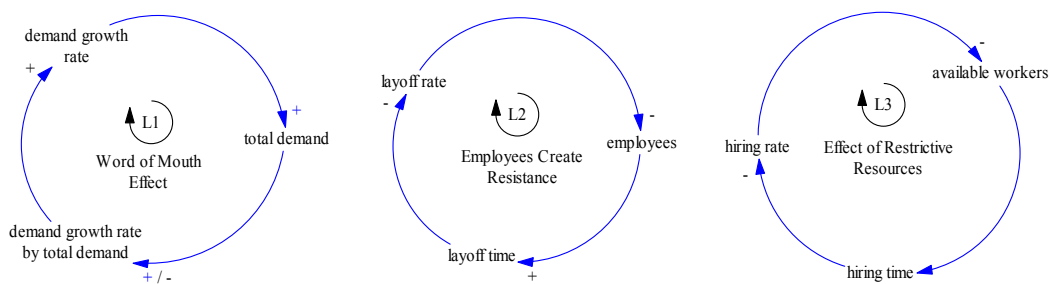 demand growth
rate
+
L1
Word of Mouth
Effect
+
total demand
demand growth rate
by total demand
+ / -
layoff rate
-
L2
Employees Create
Resistance
-
employees
layoff time
+
-
available workers
L3
Effect of Restrictive
Resources
hiring rate
-
hiring time